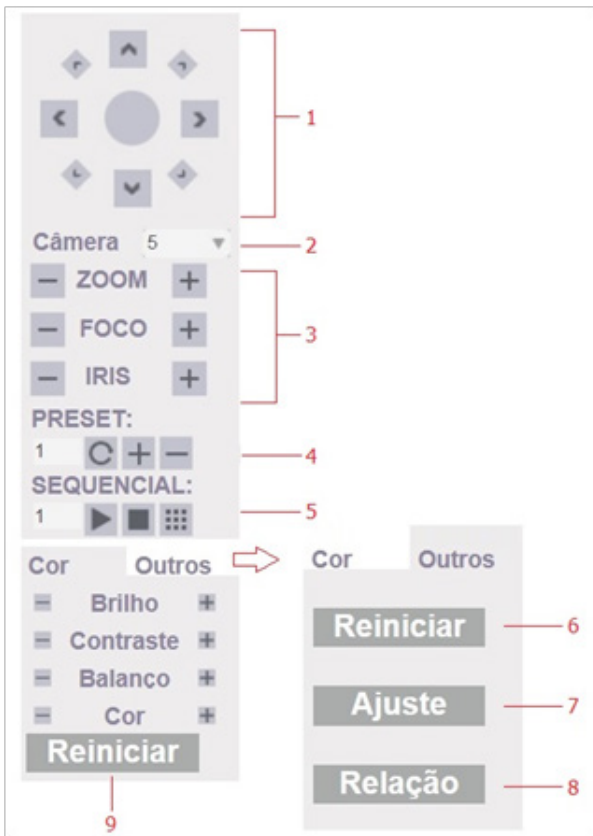 1
Câmera 5 2
ZOOM
FOCO 3
IRIS
PRESET:
1 4
SEQUENCIAL:
1 5
Cor Outros
Brilho
Contraste
Balanço
Cor
Reiniciar
9
Cor Outros
Reiniciar 6
Ajuste 7
Relação 8